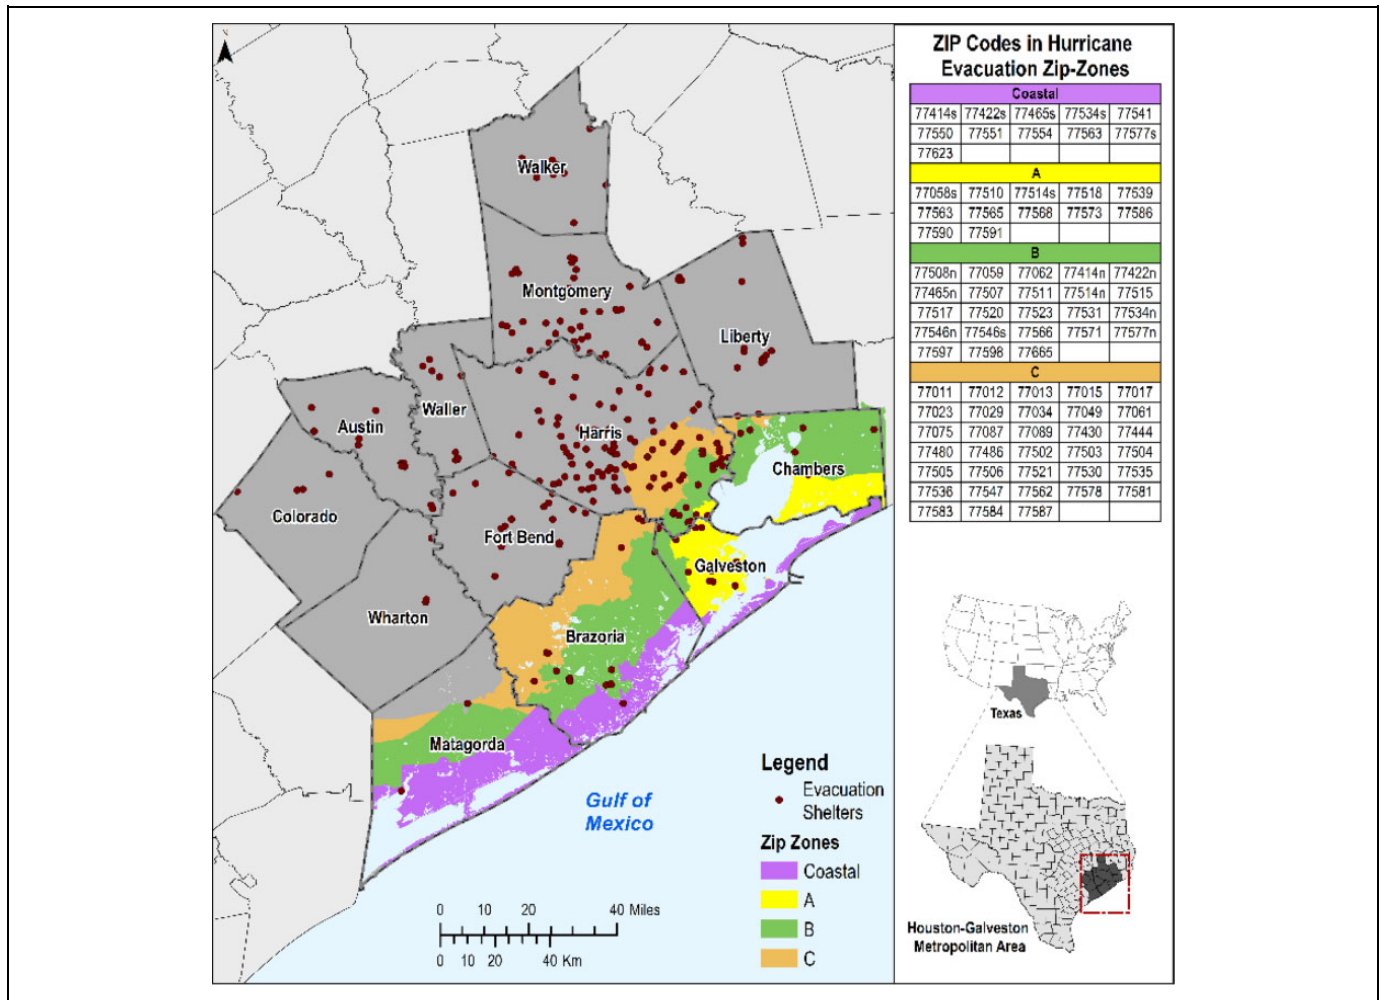 ZIP Codes in Hurricane
Evacuation Zip-Zones
Coastal
77414s 77422s 77465s 77534s 77541
77550 77551 77554 77563 77577s
77623
A
77058s 77510 77514s 77518 77539
77563 77565 77568 77573 77586
77590 77591
B
77508n 77059 77062 77414n 77422n
77465n 77507 77511 77514n 77515
77517 77520 77523 77531 77534n
77546n 77546s 77566 77571 77577n
77597 77598 77665
C
77011 77012 77013 77015 77017
77023 77029 77034 77049 77061
77075 77087 77089 77430 77444
77480 77486 77502 77503 77504
77505 77506 77521 77530 77535
77536 77547 77562 77578 77581
77583 77584 77587
Walker
Montgomery
Liberty
Waller
Austin
Harris
Chambers
Colorado
Fort Bend
Galveston
Wharton
Brazoria
Matagorda
Gulf of
Mexico
Legend
Evacuation
Shelters
Zip Zones
Coastal
A
B
C
0 10 20 40 Miles
0 10 20 40 Km
Texas
Houston-Galveston
Metropolitan Area